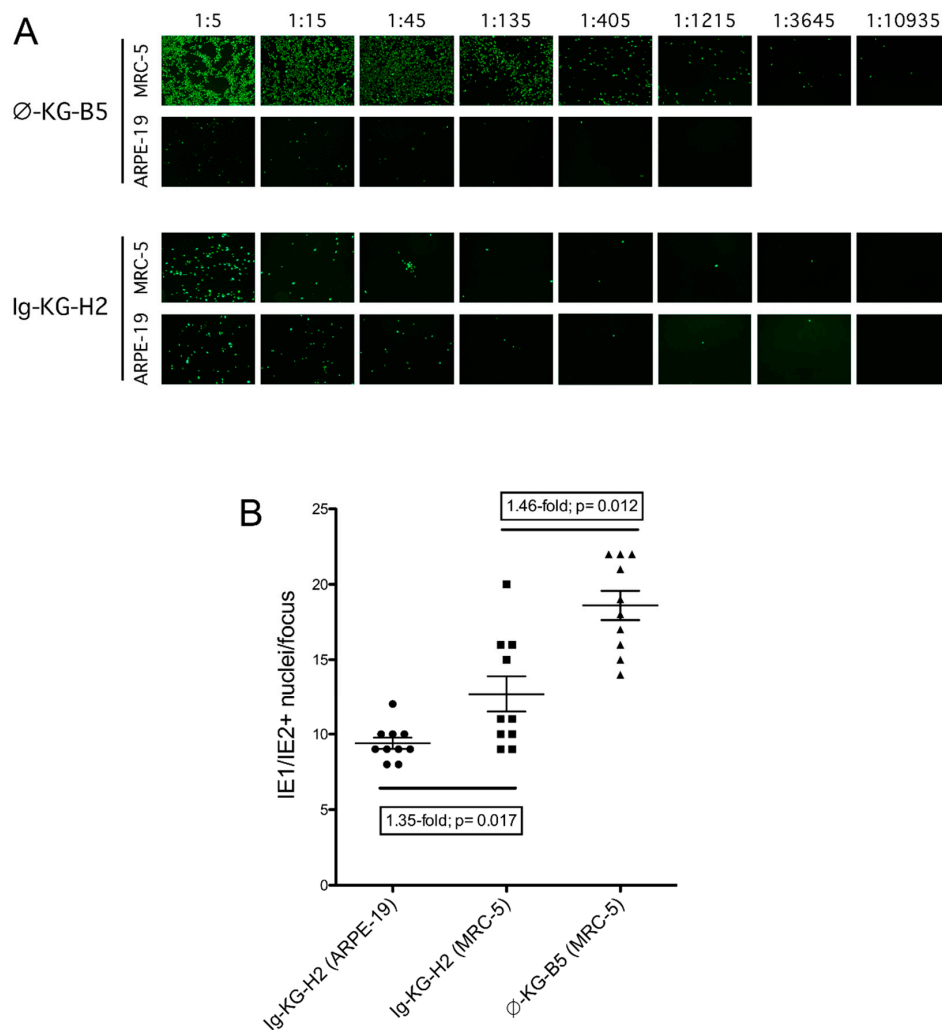 A
1:5 1:15 1:45 1:135 1:405 1:1215 1:3645 1:10935
Ø-KG-B5
MRC-5
ARPE-19
Ig-KG-H2
MRC-5
ARPE-19
B
1.46-fold; p= 0.012
25
20
15
10
5
0
IE1/IE2+ nuclei/focus
1.35-fold; p= 0.017
Ig-KG-H2 (ARPE-19)
Ig-KG-H2 (MRC-5)
ϕ-KG-B5 (MRC-5)